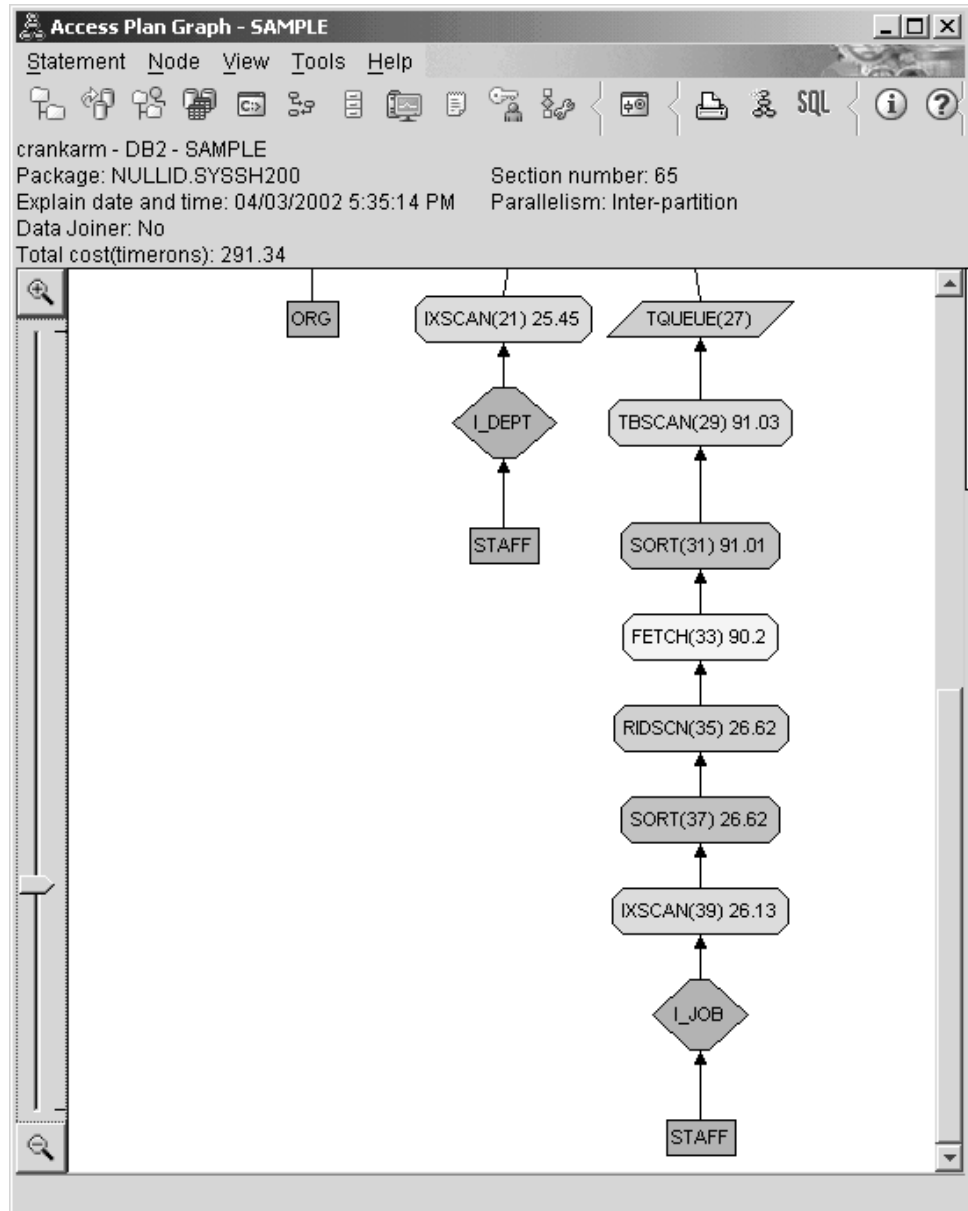 Access Plan Graph - SAMPLE
Statement Node View Tools Help
C:> SQL
crankarm - DB2 - SAMPLE
Package: NULLID.SYSSH200 Section number: 65
Explain date and time: 04/03/2002 5:35:14 PM Parallelism: Inter-partition
Data Joiner: No
Total cost(timerons): 291.34
ORG IXSCAN(21) 25.45 TQUEUE(27)
I_DEPT TBSCAN(29) 91.03
STAFF SORT(31) 91.01
FETCH(33) 90.2
RIDSCN(35) 26.62
SORT(37) 26.62
IXSCAN(39) 26.13
I_JOB
STAFF